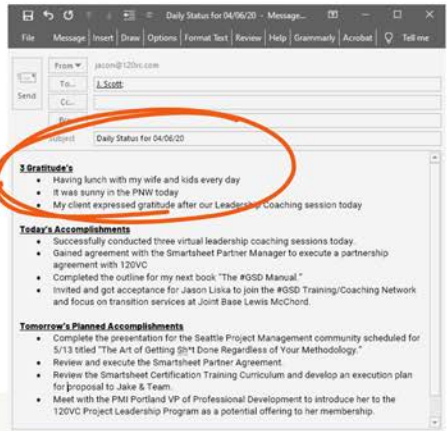 Daily Status for 04/06/20 - Message...
File Message Insert Draw Options Format Text Review Help Grammarly Acrobat Tell me
From jason@120vc.com
To... J. Scott;
Send
Cc...
Subject Daily Status for 04/06/20
3 Gratitude's
• Having lunch with my wife and kids every day
• It was sunny in the PNW today
• My client expressed gratitude after our Leadership Coaching session today
Today's Accomplishments
• Successfully conducted three virtual leadership coaching sessions today.
• Gained agreement with the Smartsheet Partner Manager to execute a partnership
agreement with 120VC
• Completed the outline for my next book "The #GSD Manual."
• Invited and got acceptance for Jason Liska to join the #GSD Training/Coaching Network
and focus on transition services at Joint Base Lewis McChord.
Tomorrow's Planned Accomplishments
• Complete the presentation for the Seattle Project Management community scheduled for
5/13 titled "The Art of Getting Sh*t Done Regardless of Your Methodology."
• Review and execute the Smartsheet Partner Agreement.
• Review the Smartsheet Certification Training Curriculum and develop an execution plan
for proposal to Jake & Team.
• Meet with the PMI Portland VP of Professional Development to introduce her to the
120VC Project Leadership Program as a potential offering to her membership.